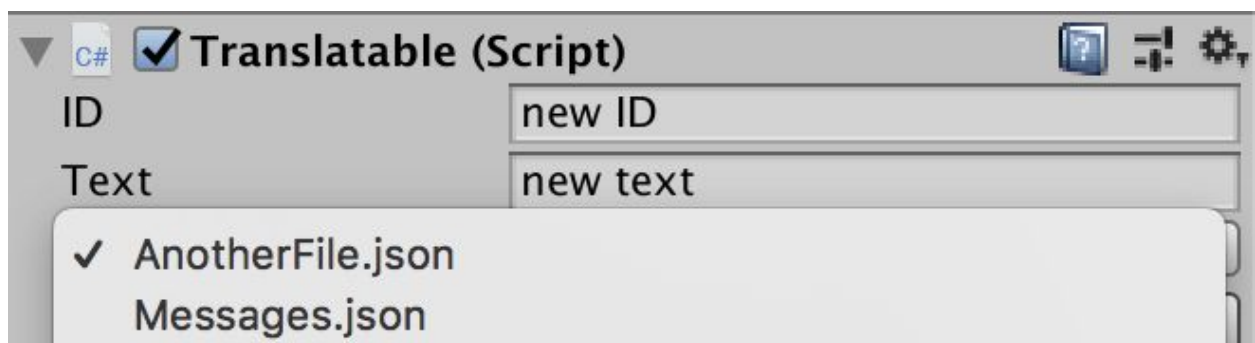 C# Translatable (Script)
ID new ID
Text new text
AnotherFile.json
Messages.json